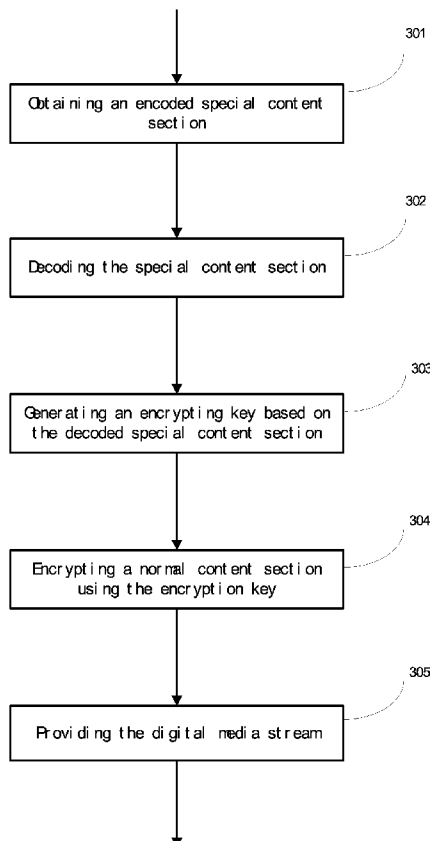 301
Obtaining an encoded special content
section
302
Decoding the special content section
303
Generating an encrypting key based on
the decoded special content section
304
Encrypting a normal content section
using the encryption key
305
Providing the digital media stream